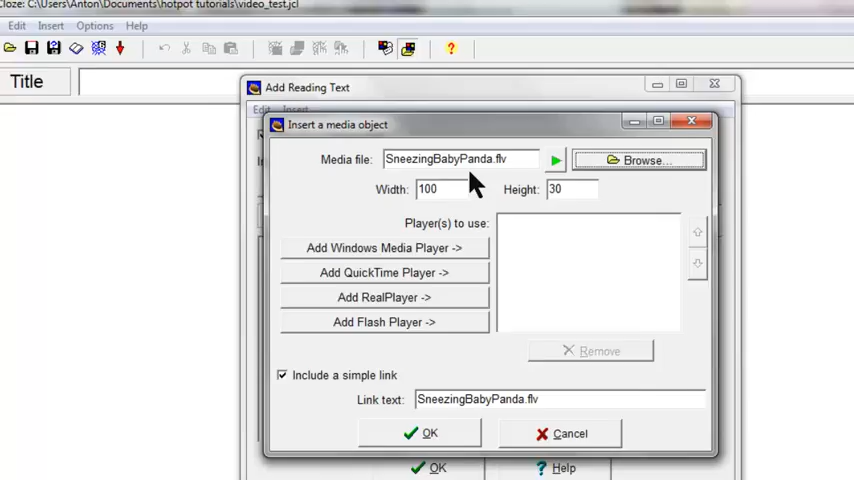 Cloze: C:\Users\Anton\Documents\hotpot tutorials\video_test.jcl
Edit Insert Options Help
Title
Add Reading Text
Edit Insert
Insert a media object
Media file: SneezingBabyPanda.flv Browse...
Width: 100 Height: 30
Player(s) to use:
Add Windows Media Player ->
Add QuickTime Player ->
Add RealPlayer ->
Add Flash Player ->
Remove
Include a simple link
Link text: SneezingBabyPanda.flv
OK Cancel
OK Help